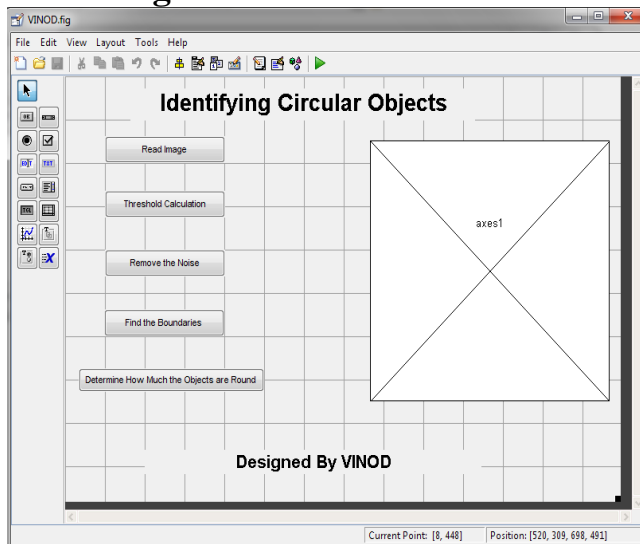 VINOD.fig
File Edit View Layout Tools Help
Identifying Circular Objects
Read Image
Threshold Calculation
axes1
Remove the Noise
Find the Boundaries
Determine How Much the Objects are Round
Designed By VINOD
Current Point: [8, 448] Position: [520, 309, 698, 491]